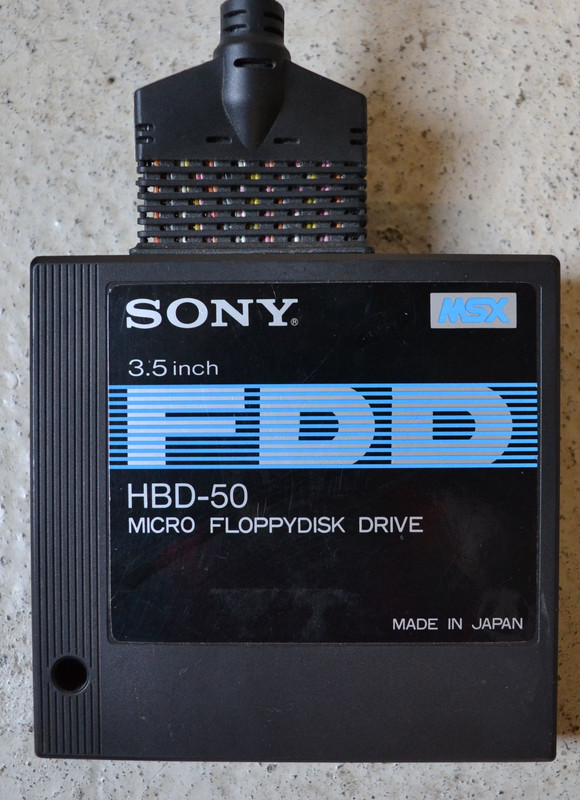 SONY®
MSX
3.5 inch
FDD
HBD-50
MICRO FLOPPYDISK DRIVE
MADE IN JAPAN